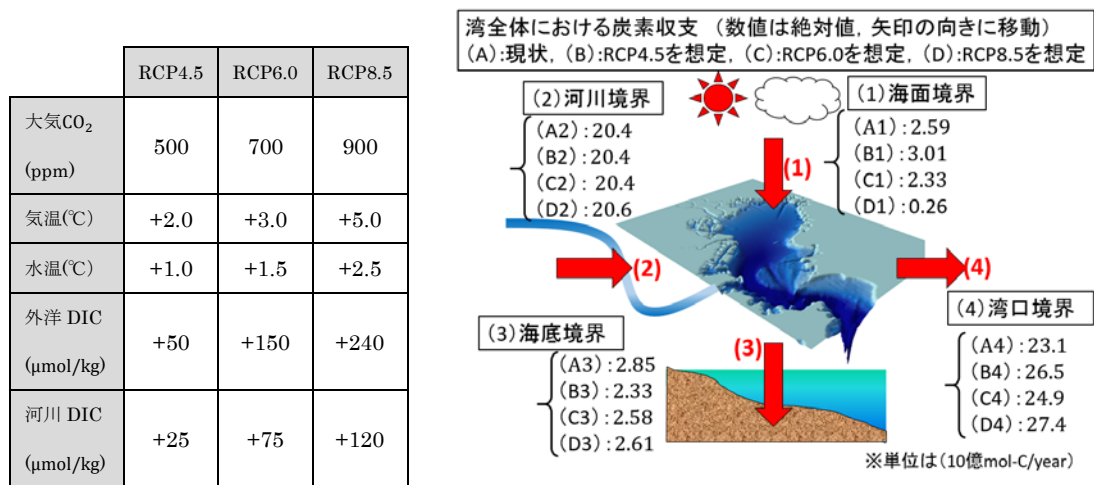 RCP4.5 RCP6.0 RCP8.5
大気CO₂
(ppm)
500 700 900
気温(℃) +2.0 +3.0 +5.0
水温(℃) +1.0 +1.5 +2.5
外洋 DIC
(μmol/kg)
+50 +150 +240
河川 DIC
(μmol/kg)
+25 +75 +120
湾全体における炭素収支 (数値は絶対値, 矢印の向きに移動)
(A):現状, (B):RCP4.5を想定, (C):RCP6.0を想定, (D):RCP8.5を想定
(2)河川境界
(A2):20.4
(B2):20.4
(C2): 20.4
(D2):20.6
(1)海面境界
(A1):2.59
(B1):3.01
(C1):2.33
(D1):0.26
(1)
(2)
(4)
(3)海底境界
(A3):2.85
(B3):2.33
(C3):2.58
(D3):2.61
(3)
(4)湾口境界
(A4):23.1
(B4):26.5
(C4):24.9
(D4):27.4
※単位は(10億mol-C/year)